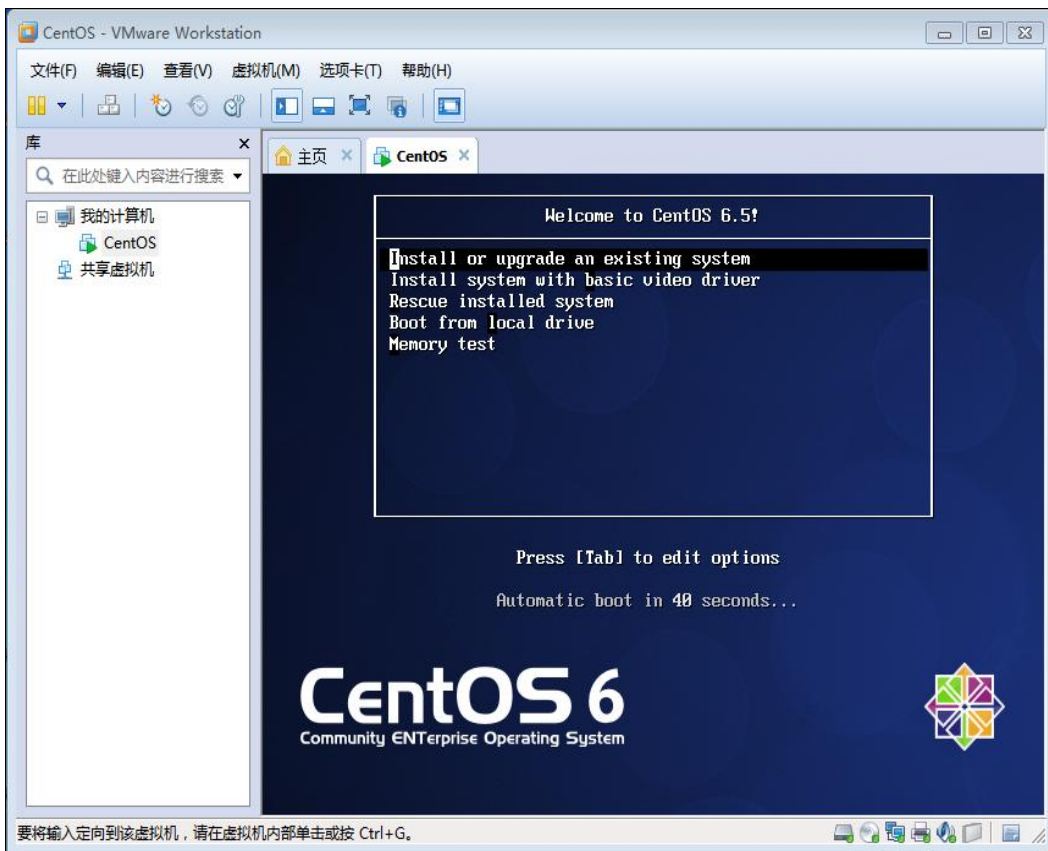 CentOS - VMware Workstation
文件(F) 编辑(E) 查看(V) 虚拟机(M) 选项卡(T) 帮助(H)
库
在此处键入内容进行搜索
我的计算机
CentOS
共享虚拟机
主页
CentOS
Welcome to CentOS 6.5!
Install or upgrade an existing system
Install system with basic video driver
Rescue installed system
Boot from local drive
Memory test
Press [Tab] to edit options
Automatic boot in 40 seconds...
CentOS 6
Community ENTerprise Operating System
要将输入定向到该虚拟机，请在虚拟机内部单击或按 Ctrl+G。